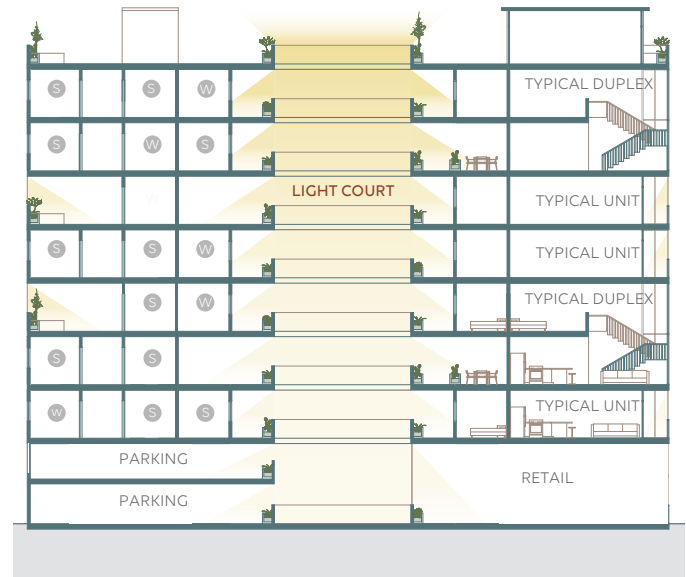 S S W TYPICAL DUPLEX
S W S
LIGHT COURT
TYPICAL UNIT
S S W TYPICAL UNIT
S W TYPICAL DUPLEX
S S
W S S TYPICAL UNIT
PARKING
RETAIL
PARKING